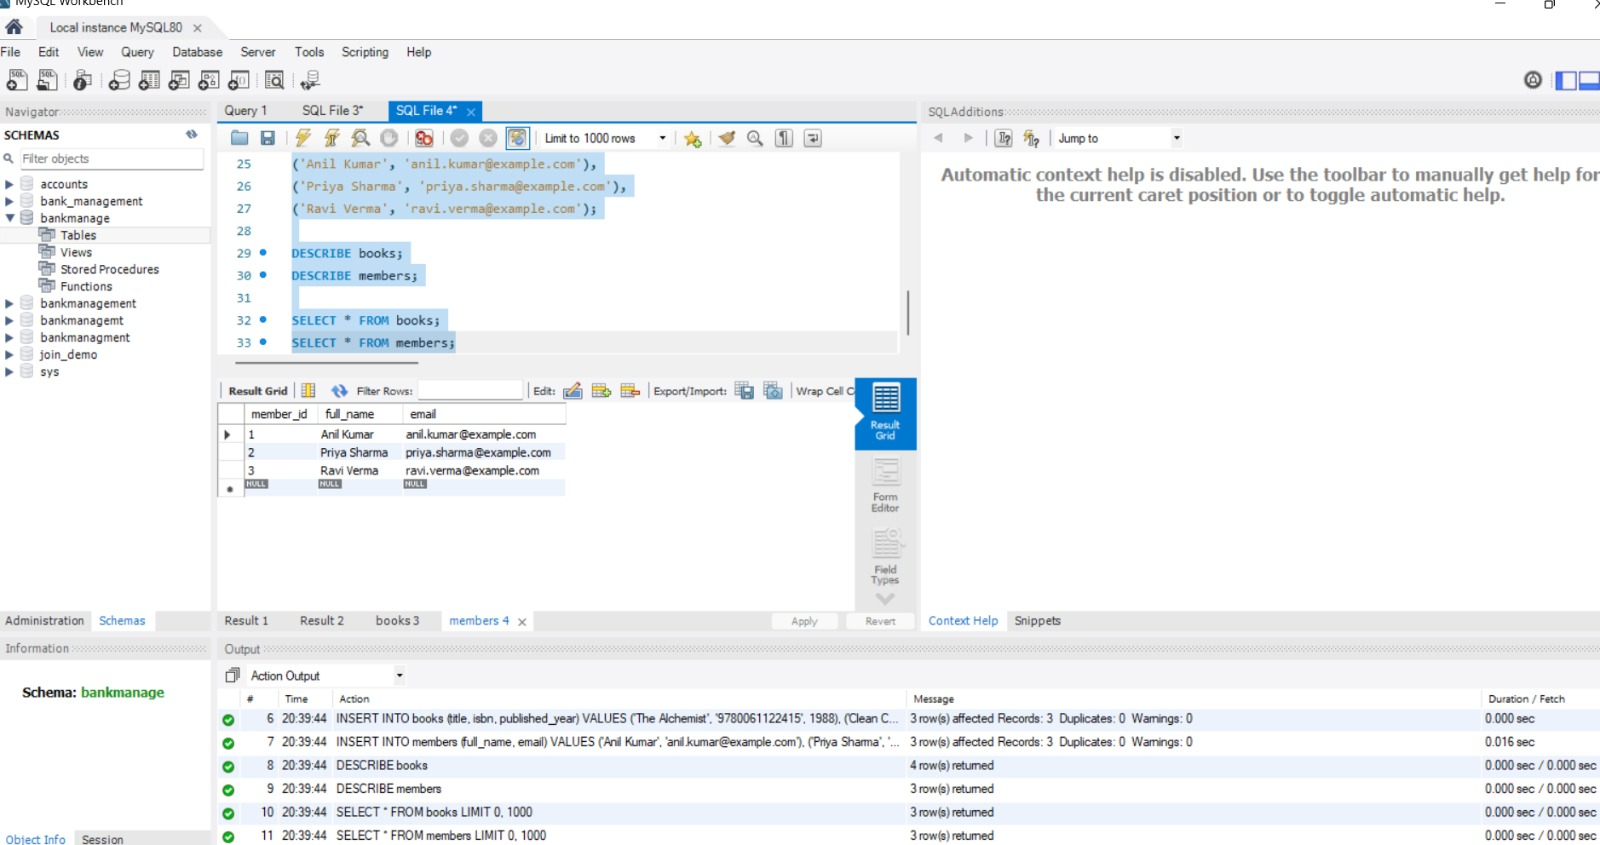 MySQL Workbench
Local instance MySQL80
File Edit View Query Database Server Tools Scripting Help
Navigator
SCHEMAS
Filter objects
accounts
bank_management
bankmanage
Tables
Views
Stored Procedures
Functions
bankmanagement
bankmanagemt
bankmanagment
join_demo
sys
Administration Schemas
Information
Schema: bankmanage
Object Info Session
Query 1 SQL File 3* SQL File 4*
Limit to 1000 rows
25 ('Anil Kumar', 'anil.kumar@example.com'),
26 ('Priya Sharma', 'priya.sharma@example.com'),
27 ('Ravi Verma', 'ravi.verma@example.com');
28
29 DESCRIBE books;
30 DESCRIBE members;
31
32 SELECT * FROM books;
33 SELECT * FROM members;
Result Grid Filter Rows: Edit: Export/Import: Wrap Cell C
member_id full_name email
1 Anil Kumar anil.kumar@example.com
2 Priya Sharma priya.sharma@example.com
3 Ravi Verma ravi.verma@example.com
NULL NULL NULL
Result
Grid
Form
Editor
Field
Types
Result 1 Result 2 books 3 members 4 Apply Revert
SQLAdditions
Jump to
Automatic context help is disabled. Use the toolbar to manually get help for
the current caret position or to toggle automatic help.
Context Help Snippets
Output
Action Output
# Time Action Message Duration / Fetch
6 20:39:44 INSERT INTO books (title, isbn, published_year) VALUES ('The Alchemist', '9780061122415', 1988), ('Clean C... 3 row(s) affected Records: 3 Duplicates: 0 Warnings: 0 0.000 sec
7 20:39:44 INSERT INTO members (full_name, email) VALUES ('Anil Kumar', 'anil.kumar@example.com'), ('Priya Sharma', '... 3 row(s) affected Records: 3 Duplicates: 0 Warnings: 0 0.016 sec
8 20:39:44 DESCRIBE books 4 row(s) returned 0.000 sec / 0.000 sec
9 20:39:44 DESCRIBE members 3 row(s) returned 0.000 sec / 0.000 sec
10 20:39:44 SELECT * FROM books LIMIT 0, 1000 3 row(s) returned 0.000 sec / 0.000 sec
11 20:39:44 SELECT * FROM members LIMIT 0, 1000 3 row(s) returned 0.000 sec / 0.000 sec